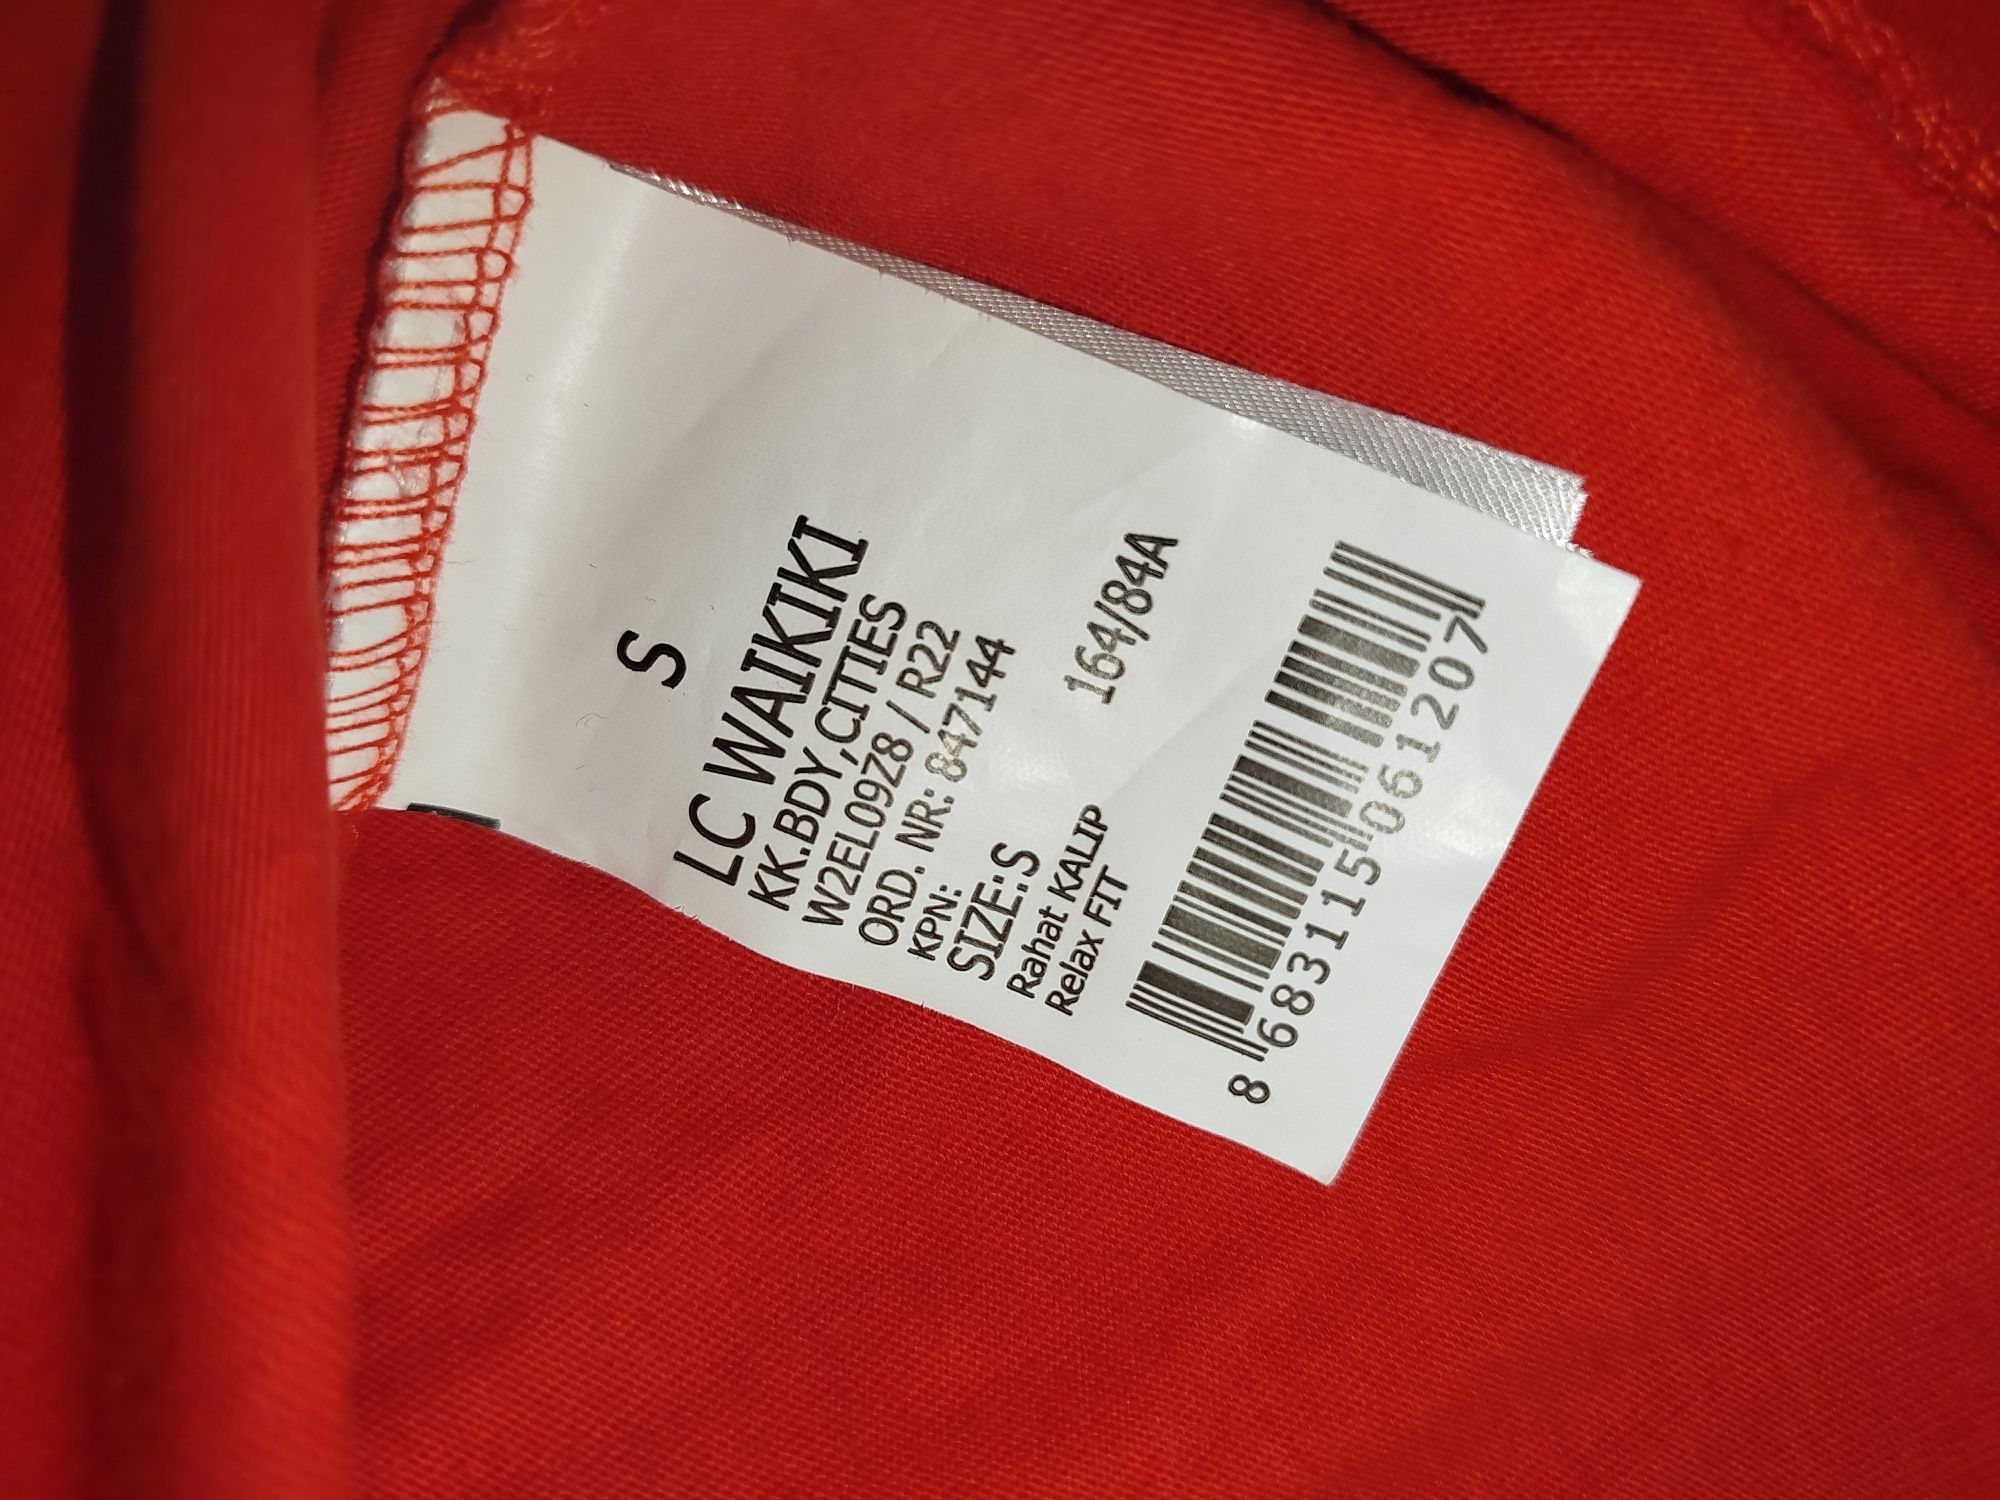 S
LC WAIKIKI
KK.BDY,CITTIES
W2EL09Z8 / R22
ORD. NR: 847144
KPN:
SIZE:S 164/84A
Rahat KALIP
Relax FIT
8 683115 061207